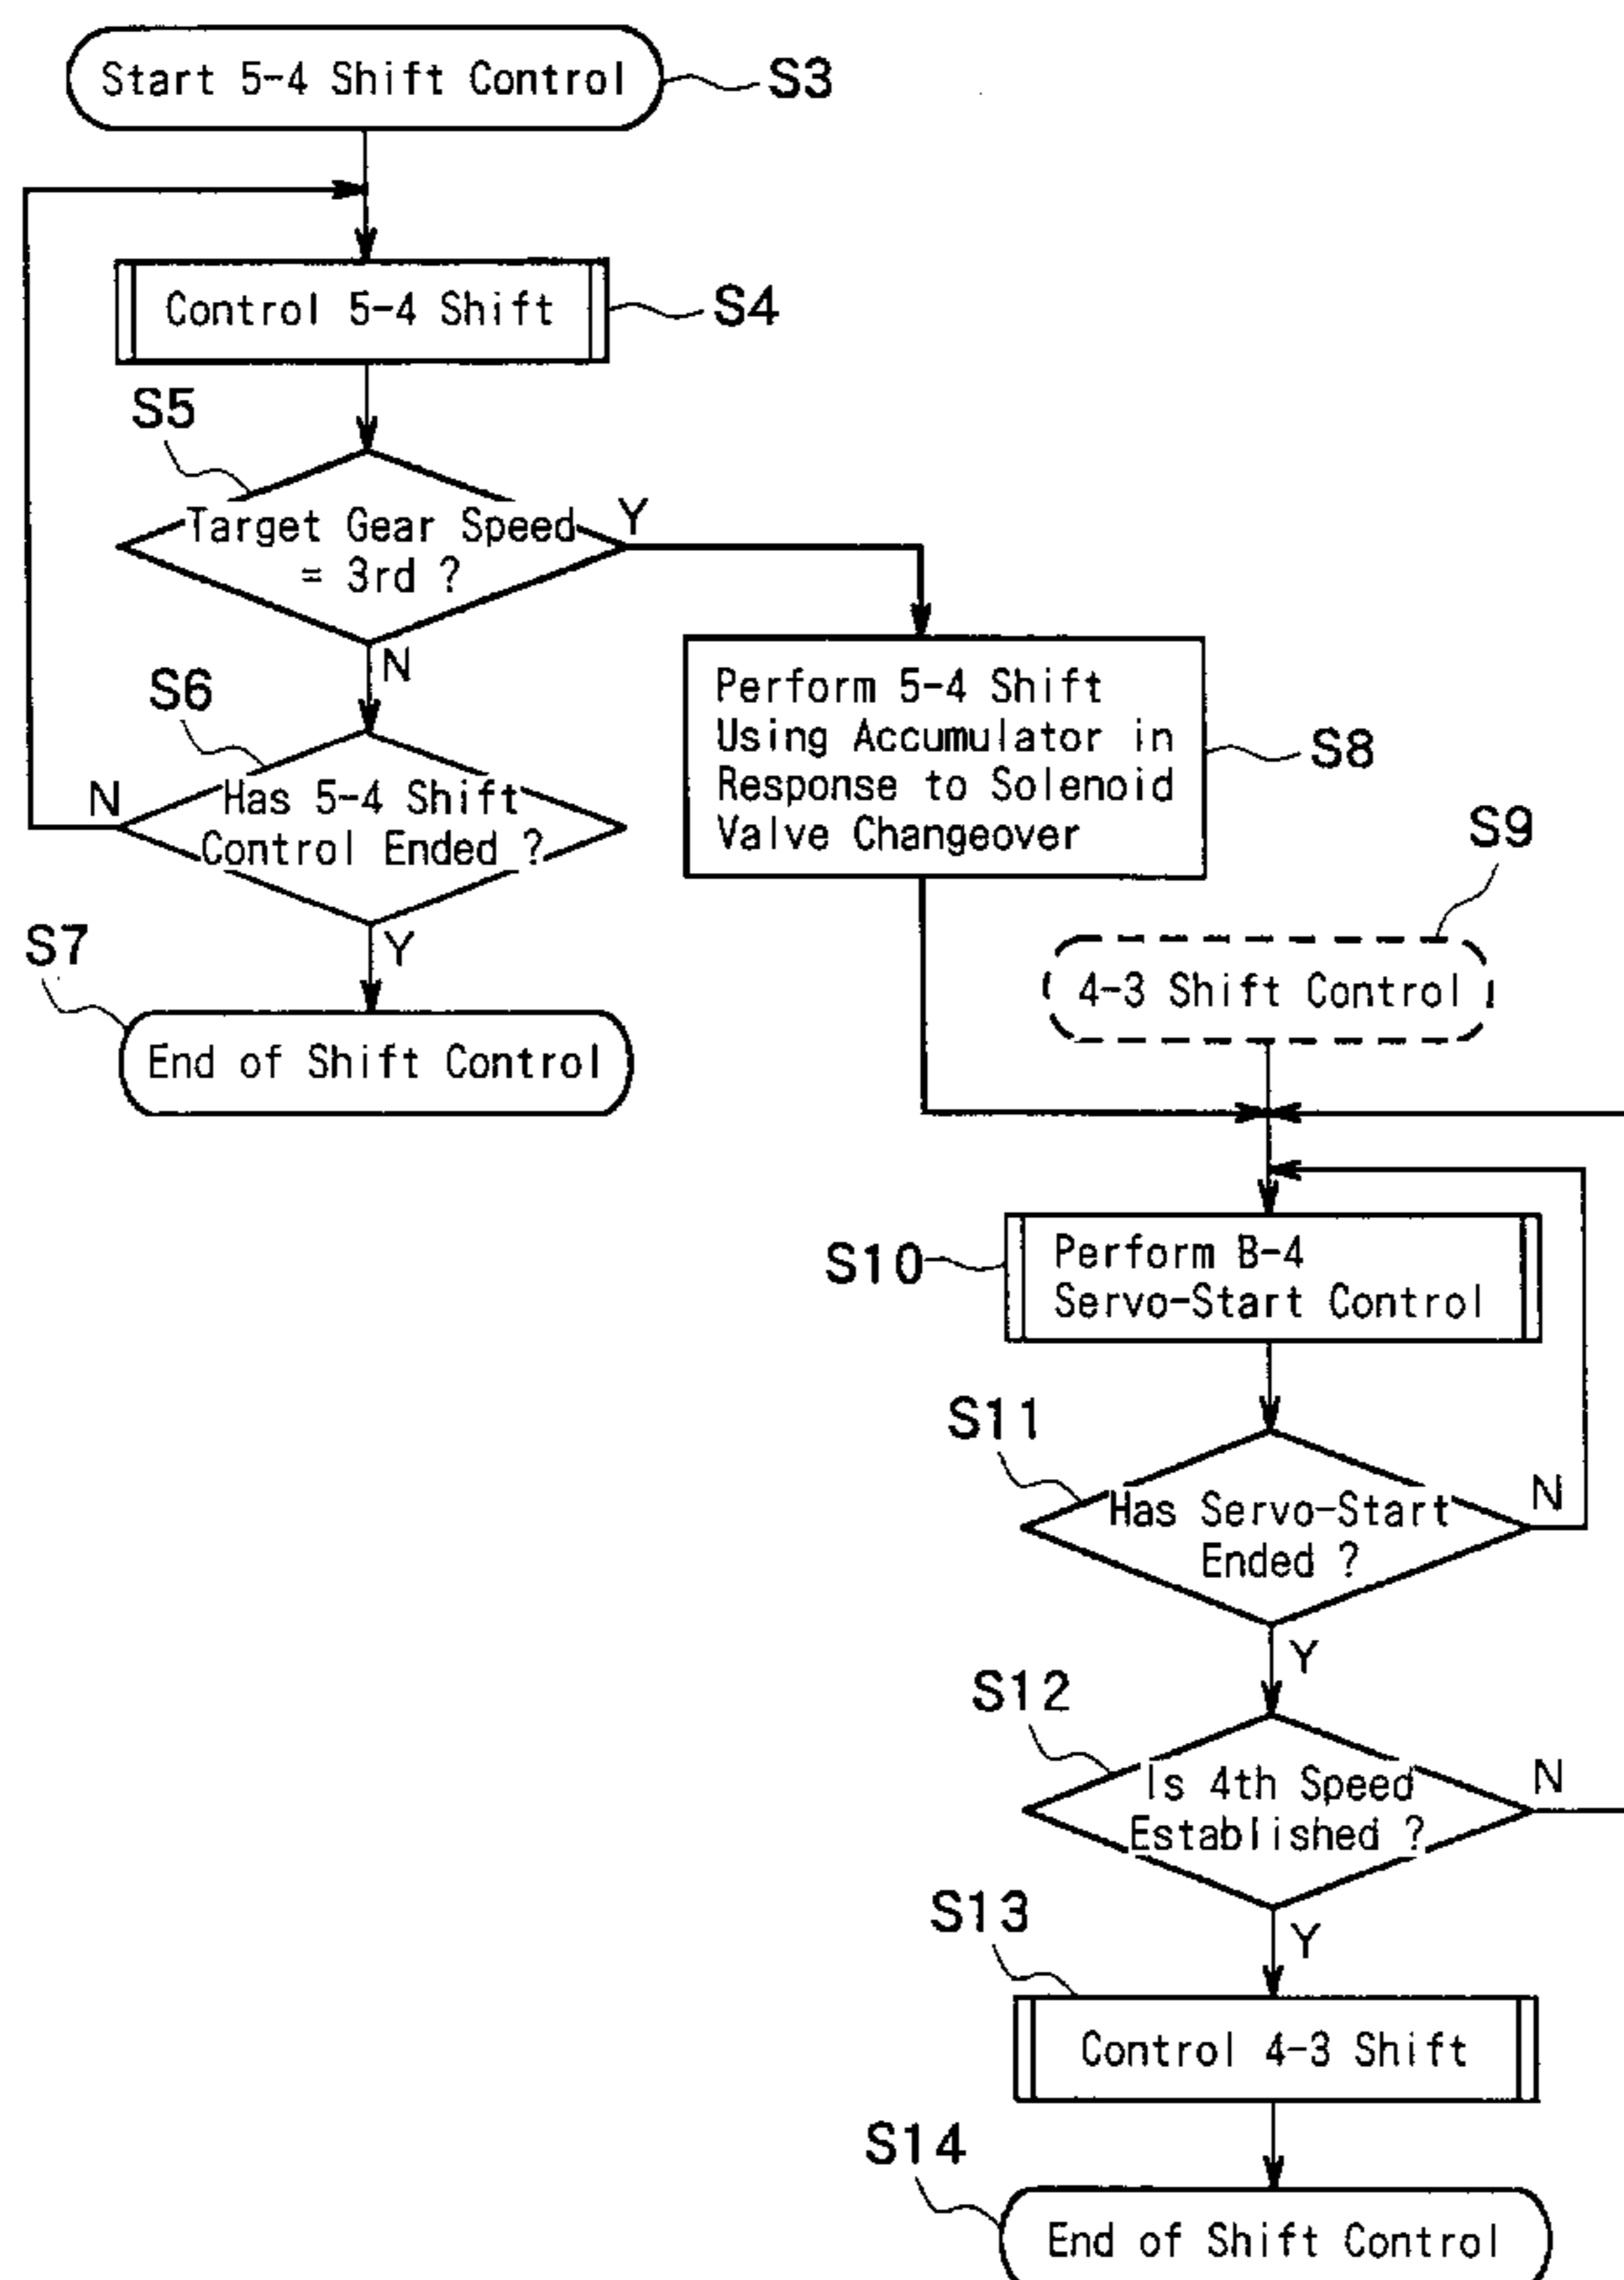 Start 5-4 Shift Control
S3
Control 5-4 Shift
S4
S5
Target Gear Speed
= 3rd ?
Y
N
S6
Has 5-4 Shift
Control Ended ?
N
Y
S7
End of Shift Control
Perform 5-4 Shift
Using Accumulator in
Response to Solenoid
Valve Changeover
S8
S9
4-3 Shift Control
S10
Perform B-4
Servo-Start Control
S11
Has Servo-Start
Ended ?
N
Y
S12
Is 4th Speed
Established ?
N
Y
S13
Control 4-3 Shift
S14
End of Shift Control